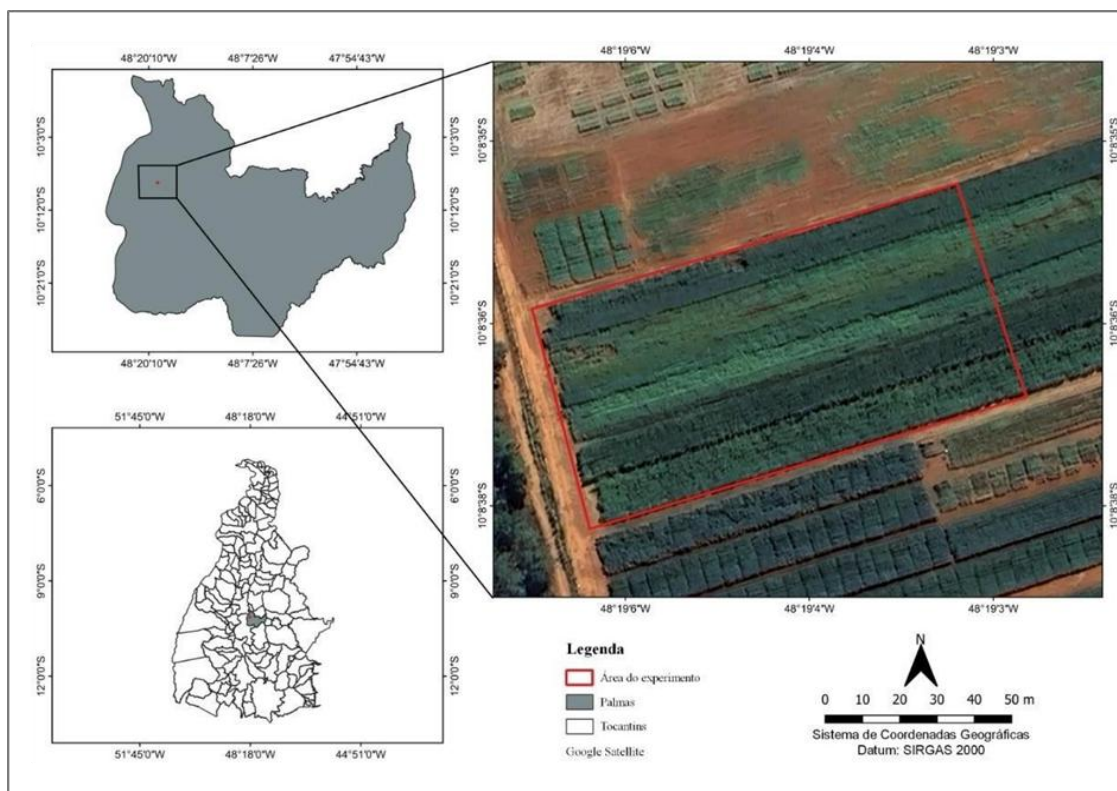 48°20'10"W 48°7'26"W 47°54'43"W
10°3'0"S 10°3'0"S
10°12'0"S 10°12'0"S
10°21'0"S 10°21'0"S
48°20'10"W 48°7'26"W 47°54'43"W
48°19'6"W 48°19'4"W 48°19'3"W
10°8'35"S 10°8'35"S
10°8'36"S 10°8'36"S
10°8'38"S 10°8'38"S
48°19'6"W 48°19'4"W 48°19'3"W
51°45'0"W 48°18'0"W 44°51'0"W
6°0'0"S 6°0'0"S
9°0'0"S 9°0'0"S
12°0'0"S 12°0'0"S
51°45'0"W 48°18'0"W 44°51'0"W
Legenda
Área do experimento
Palmas
Tocantins
Google Satellite
N
0 10 20 30 40 50 m
Sistema de Coordenadas Geográficas
Datum: SIRGAS 2000